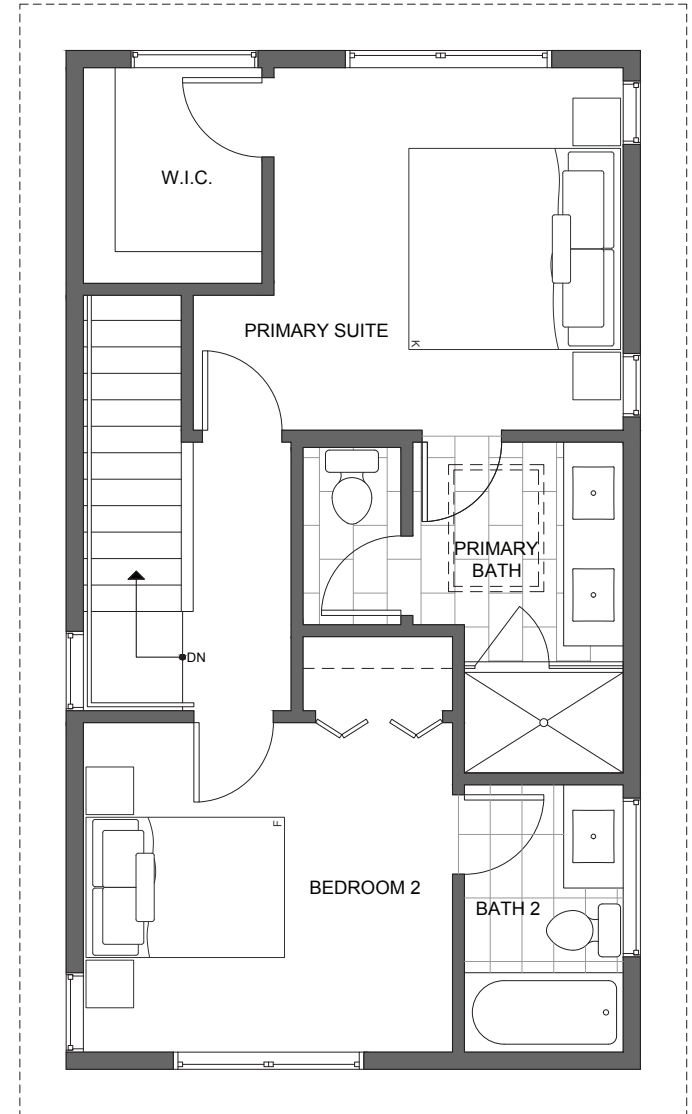 W.I.C.
PRIMARY SUITE
K
PRIMARY
BATH
DN
F
BEDROOM 2
BATH 2